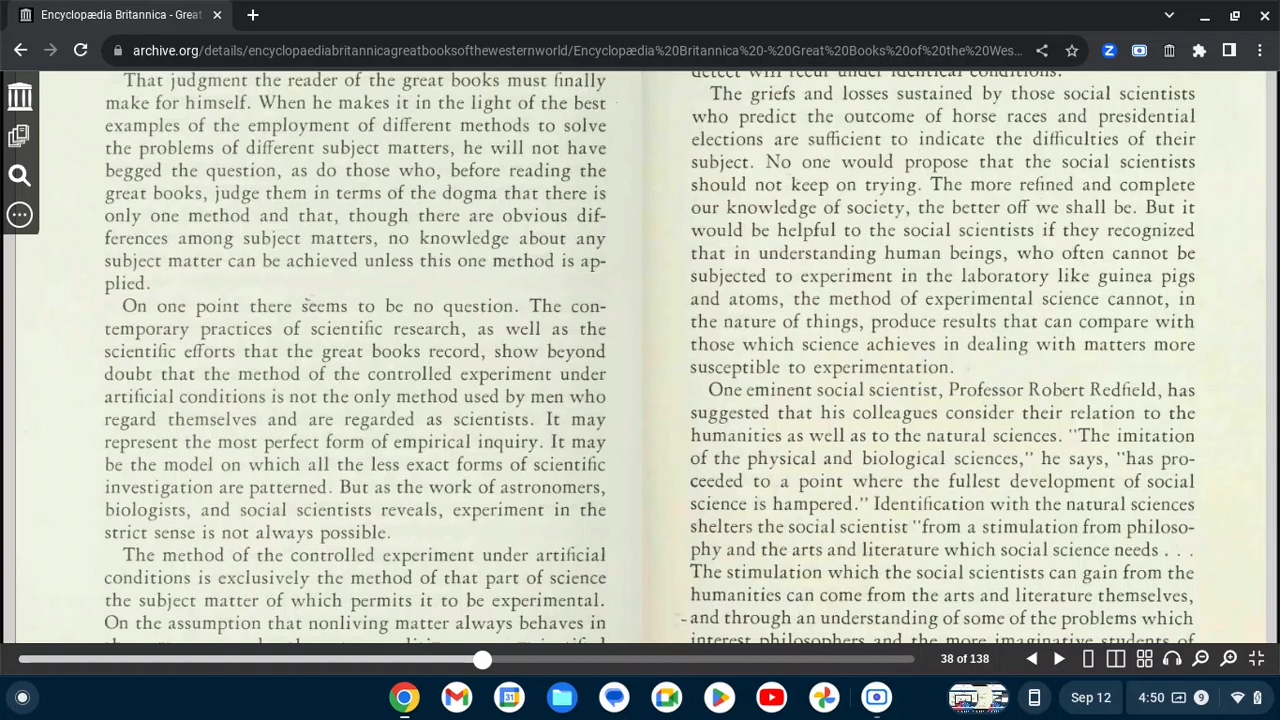 Encyclopædia Britannica - Great
archive.org/details/encyclopaediabritannicagreatbooksofthewesternworld/Encyclopædia%20Britannica%20-%20Great%20Books%20of%20the%20Wes...
That judgment the reader of the great books must finally
make for himself. When he makes it in the light of the best
examples of the employment of different methods to solve
the problems of different subject matters, he will not have
begged the question, as do those who, before reading the
great books, judge them in terms of the dogma that there is
only one method and that, though there are obvious dif-
ferences among subject matters, no knowledge about any
subject matter can be achieved unless this one method is ap-
plied.
On one point there seems to be no question. The con-
temporary practices of scientific research, as well as the
scientific efforts that the great books record, show beyond
doubt that the method of the controlled experiment under
artificial conditions is not the only method used by men who
regard themselves and are regarded as scientists. It may
represent the most perfect form of empirical inquiry. It may
be the model on which all the less exact forms of scientific
investigation are patterned. But as the work of astronomers,
biologists, and social scientists reveals, experiment in the
strict sense is not always possible.
The method of the controlled experiment under artificial
conditions is exclusively the method of that part of science
the subject matter of which permits it to be experimental.
On the assumption that nonliving matter always behaves in
detect will recur under identical conditions.
The griefs and losses sustained by those social scientists
who predict the outcome of horse races and presidential
elections are sufficient to indicate the difficulties of their
subject. No one would propose that the social scientists
should not keep on trying. The more refined and complete
our knowledge of society, the better off we shall be. But it
would be helpful to the social scientists if they recognized
that in understanding human beings, who often cannot be
subjected to experiment in the laboratory like guinea pigs
and atoms, the method of experimental science cannot, in
the nature of things, produce results that can compare with
those which science achieves in dealing with matters more
susceptible to experimentation.
One eminent social scientist, Professor Robert Redfield, has
suggested that his colleagues consider their relation to the
humanities as well as to the natural sciences. "The imitation
of the physical and biological sciences," he says, "has pro-
ceeded to a point where the fullest development of social
science is hampered." Identification with the natural sciences
shelters the social scientist "from a stimulation from philoso-
phy and the arts and literature which social science needs . . .
The stimulation which the social scientists can gain from the
humanities can come from the arts and literature themselves,
and through an understanding of some of the problems which
interest philosophers and the more imaginative students of
38 of 138
Sep 12
4:50
9